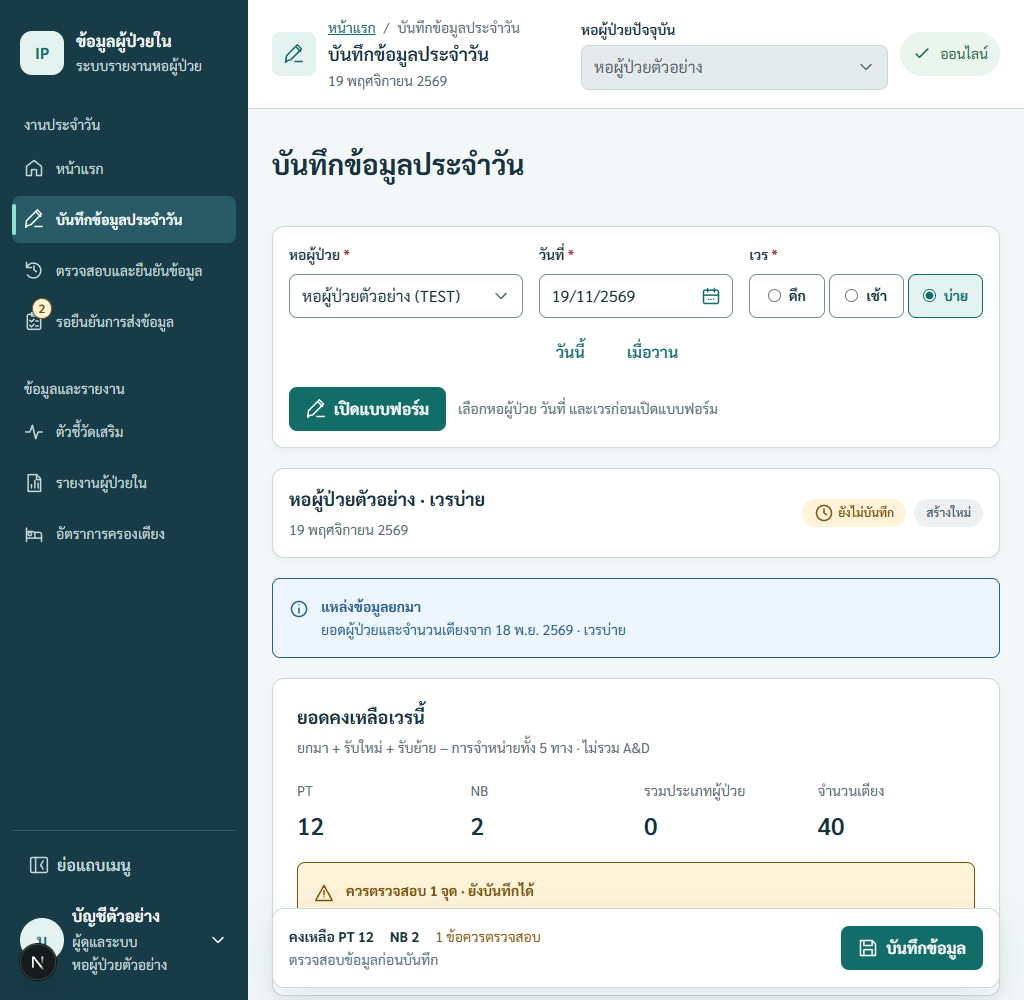 IP
ข้อมูลผู้ป่วยใน
ระบบรายงานหอผู้ป่วย
งานประจำวัน
หน้าแรก
บันทึกข้อมูลประจำวัน
ตรวจสอบและยืนยันข้อมูล
2
รอยืนยันการส่งข้อมูล
ข้อมูลและรายงาน
ตัวชี้วัดเสริม
รายงานผู้ป่วยใน
อัตราการครองเตียง
ย่อแถบเมนู
บัญชีตัวอย่าง
ผู้ดูแลระบบ
หอผู้ป่วยตัวอย่าง
N
หน้าแรก / บันทึกข้อมูลประจำวัน
บันทึกข้อมูลประจำวัน
19 พฤศจิกายน 2569
หอผู้ป่วยปัจจุบัน
หอผู้ป่วยตัวอย่าง
ออนไลน์
บันทึกข้อมูลประจำวัน
หอผู้ป่วย * วันที่ * เวร *
หอผู้ป่วยตัวอย่าง (TEST) 19/11/2569 ดึก เช้า บ่าย
วันนี้ เมื่อวาน
เปิดแบบฟอร์ม เลือกหอผู้ป่วย วันที่ และเวรก่อนเปิดแบบฟอร์ม
หอผู้ป่วยตัวอย่าง · เวรบ่าย
19 พฤศจิกายน 2569
ยังไม่บันทึก สร้างใหม่
แหล่งข้อมูลยกมา
ยอดผู้ป่วยและจำนวนเตียงจาก 18 พ.ย. 2569 · เวรบ่าย
ยอดคงเหลือเวรนี้
ยกมา + รับใหม่ + รับย้าย − การจำหน่ายทั้ง 5 ทาง · ไม่รวม A&D
PT NB รวมประเภทผู้ป่วย จำนวนเตียง
12 2 0 40
ควรตรวจสอบ 1 จุด · ยังบันทึกได้
คงเหลือ PT 12 NB 2 1 ข้อควรตรวจสอบ
ตรวจสอบข้อมูลก่อนบันทึก
บันทึกข้อมูล